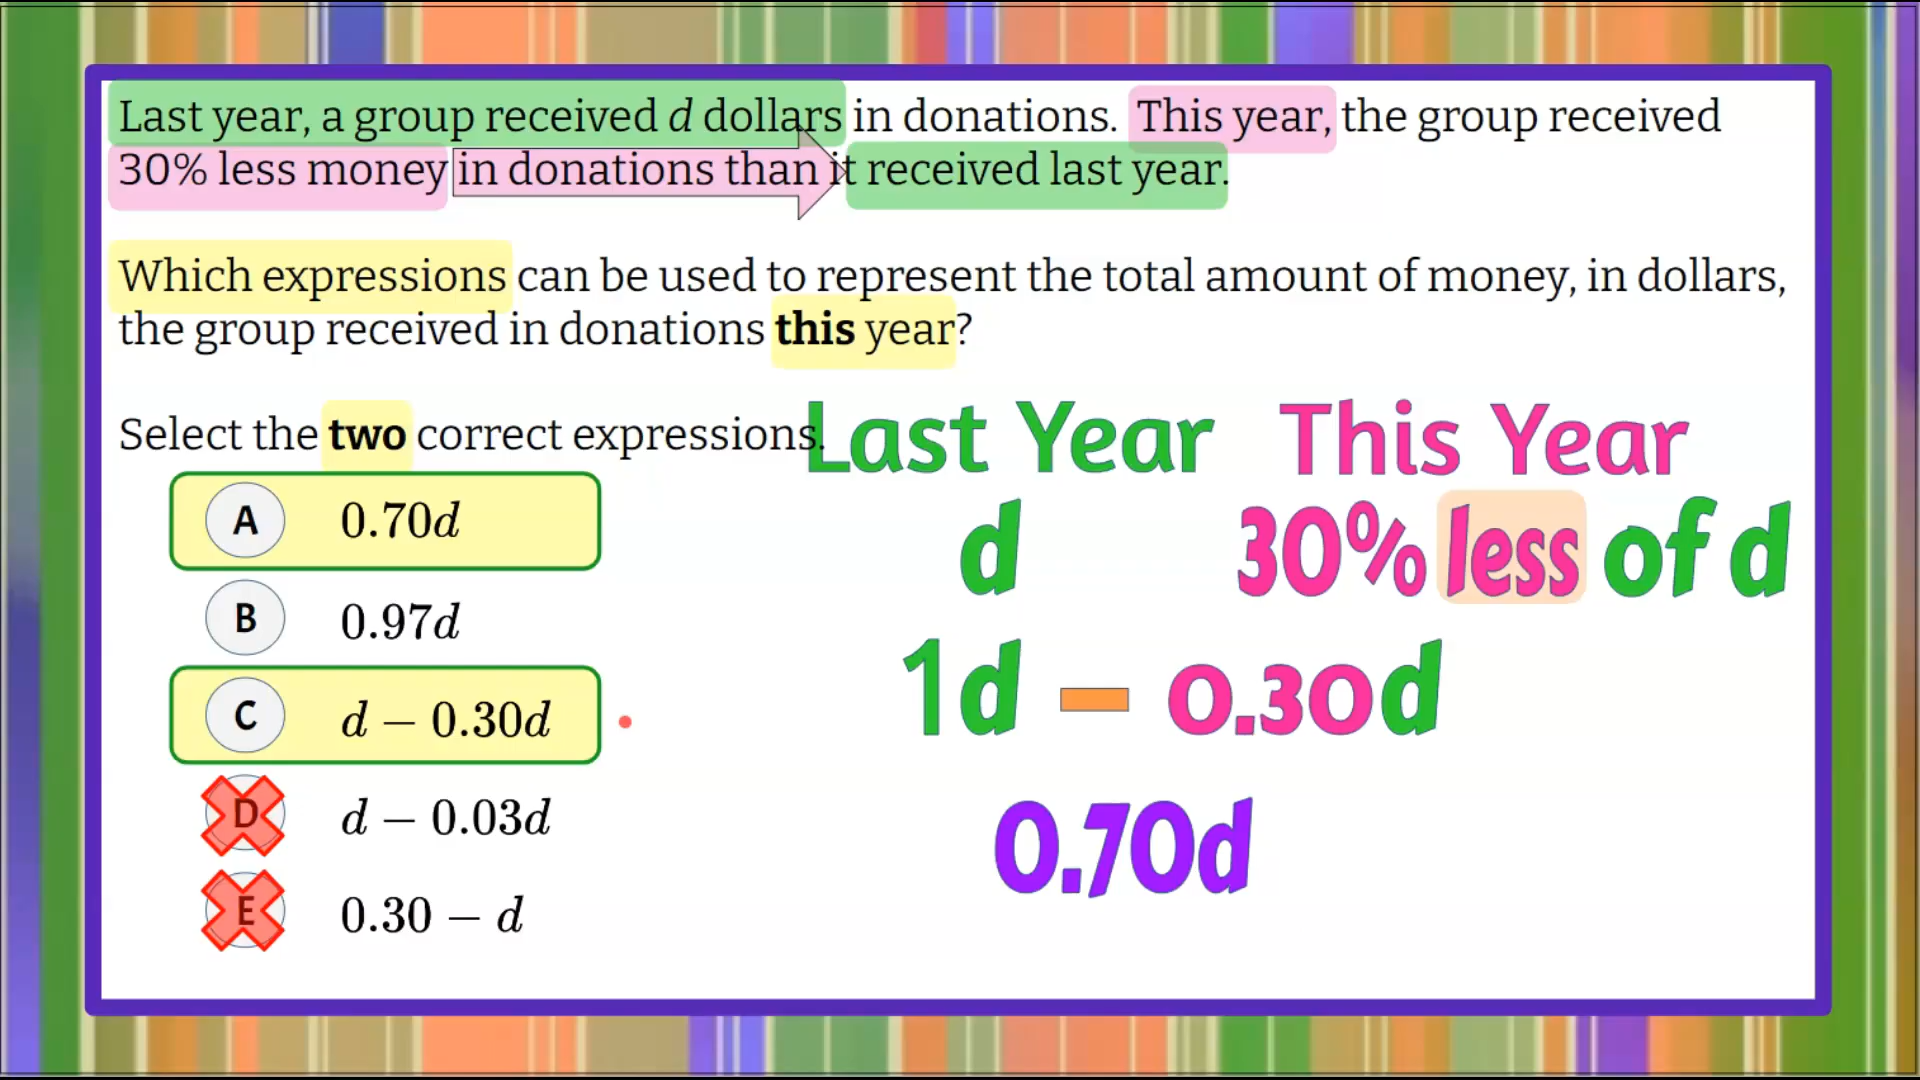 Last year, a group received d dollars in donations. This year, the group received
30% less money in donations than it received last year.
Which expressions can be used to represent the total amount of money, in dollars,
the group received in donations this year?
Select the two correct expressions.
A 0.70d
B 0.97d
C d − 0.30d
D d − 0.03d
E 0.30 − d
Last Year This Year
d 30% less of d
1d − 0.30d
0.70d